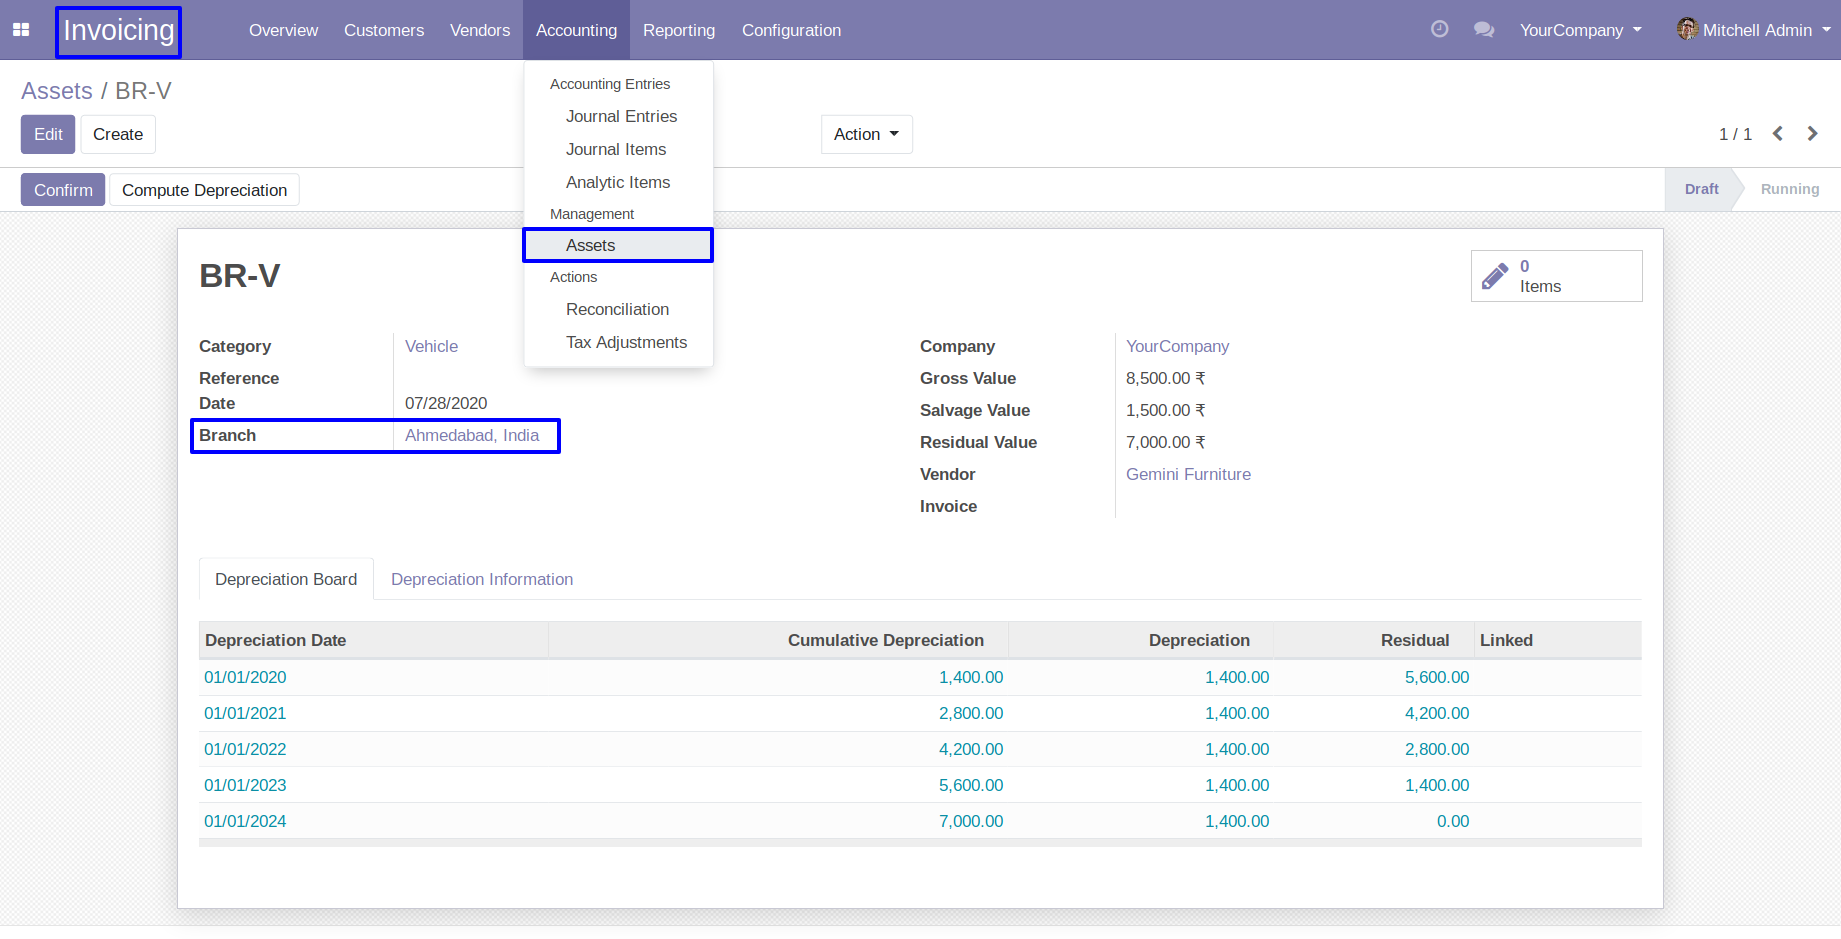 Invoicing Overview Customers Vendors Accounting Reporting Configuration YourCompany Mitchell Admin
Assets / BR-V
Edit Create Action 1 / 1
Confirm Compute Depreciation Draft Running
Accounting Entries
Journal Entries
Journal Items
Analytic Items
Management
Assets
Actions
Reconciliation
Tax Adjustments
BR-V
0
Items
Category Vehicle
Reference
Date 07/28/2020
Branch Ahmedabad, India
Company YourCompany
Gross Value 8,500.00 ₹
Salvage Value 1,500.00 ₹
Residual Value 7,000.00 ₹
Vendor Gemini Furniture
Invoice
Depreciation Board Depreciation Information
Depreciation Date Cumulative Depreciation Depreciation Residual Linked
01/01/2020 1,400.00 1,400.00 5,600.00
01/01/2021 2,800.00 1,400.00 4,200.00
01/01/2022 4,200.00 1,400.00 2,800.00
01/01/2023 5,600.00 1,400.00 1,400.00
01/01/2024 7,000.00 1,400.00 0.00